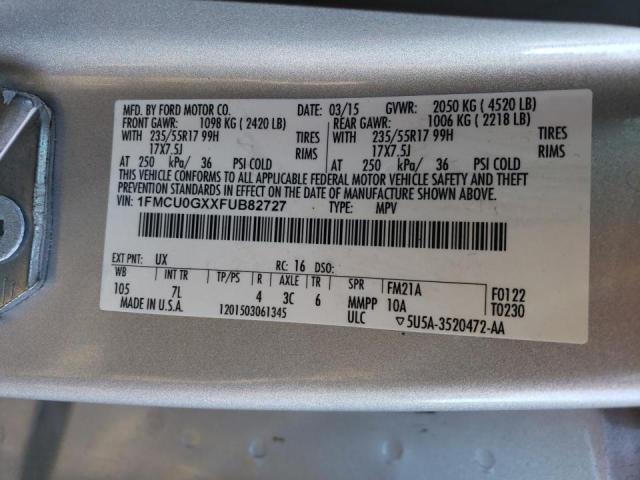 MFD. BY FORD MOTOR CO. 03/15 GVWR: 2050 KG ( 4520 LB)
FRONT GAWR: 1098 KG ( 2420 LB) REAR GAWR: 1006 KG ( 2218 LB)
WITH 235/55R17 99H TIRES WITH 235/55R17 99H TIRES
17X7.5J RIMS 17X7.5J RIMS
AT 250 kPa/ 36 PSI COLD AT 250 kPa/ 36 PSI COLD
THIS VEHICLE CONFORMS TO ALL APPLICABLE FEDERAL MOTOR VEHICLE SAFETY AND THEFT PREVENTION
STANDARDS IN EFFECT ON THE DATE OF MANUFACTURE SHOWN ABOVE.
VIN: 1FMCU0GXXFUB82727 TYPE: MPV
EXT PNT: UX RC: 16 DSO:
WB INT TR TP/PS R AXLE TR SPR FM21A F0122
105 7L 4 3C 6 MMPP 10A T0230
MADE IN U.S.A. 1201503061345 ULC 5U5A-3520472-AA